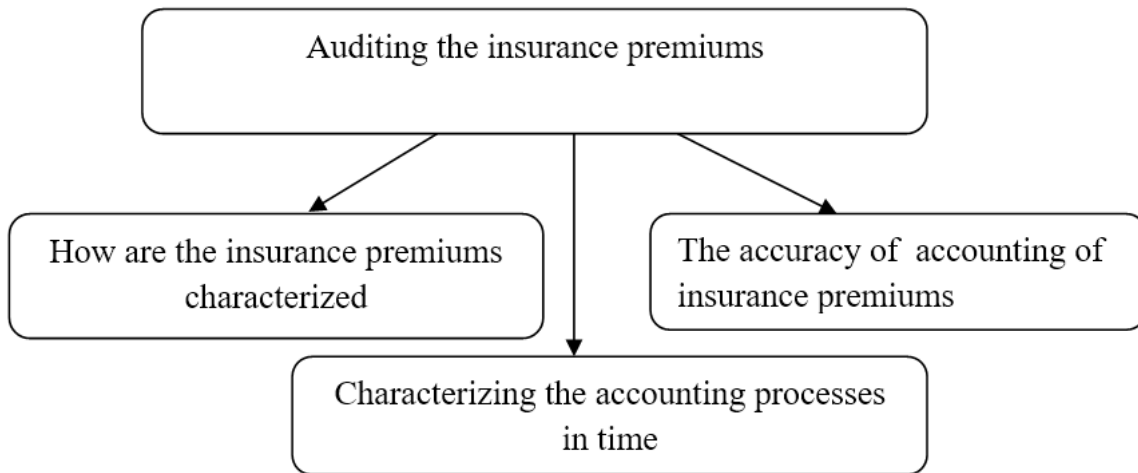 Auditing the insurance premiums
How are the insurance premiums
characterized
The accuracy of accounting of
insurance premiums
Characterizing the accounting processes
in time